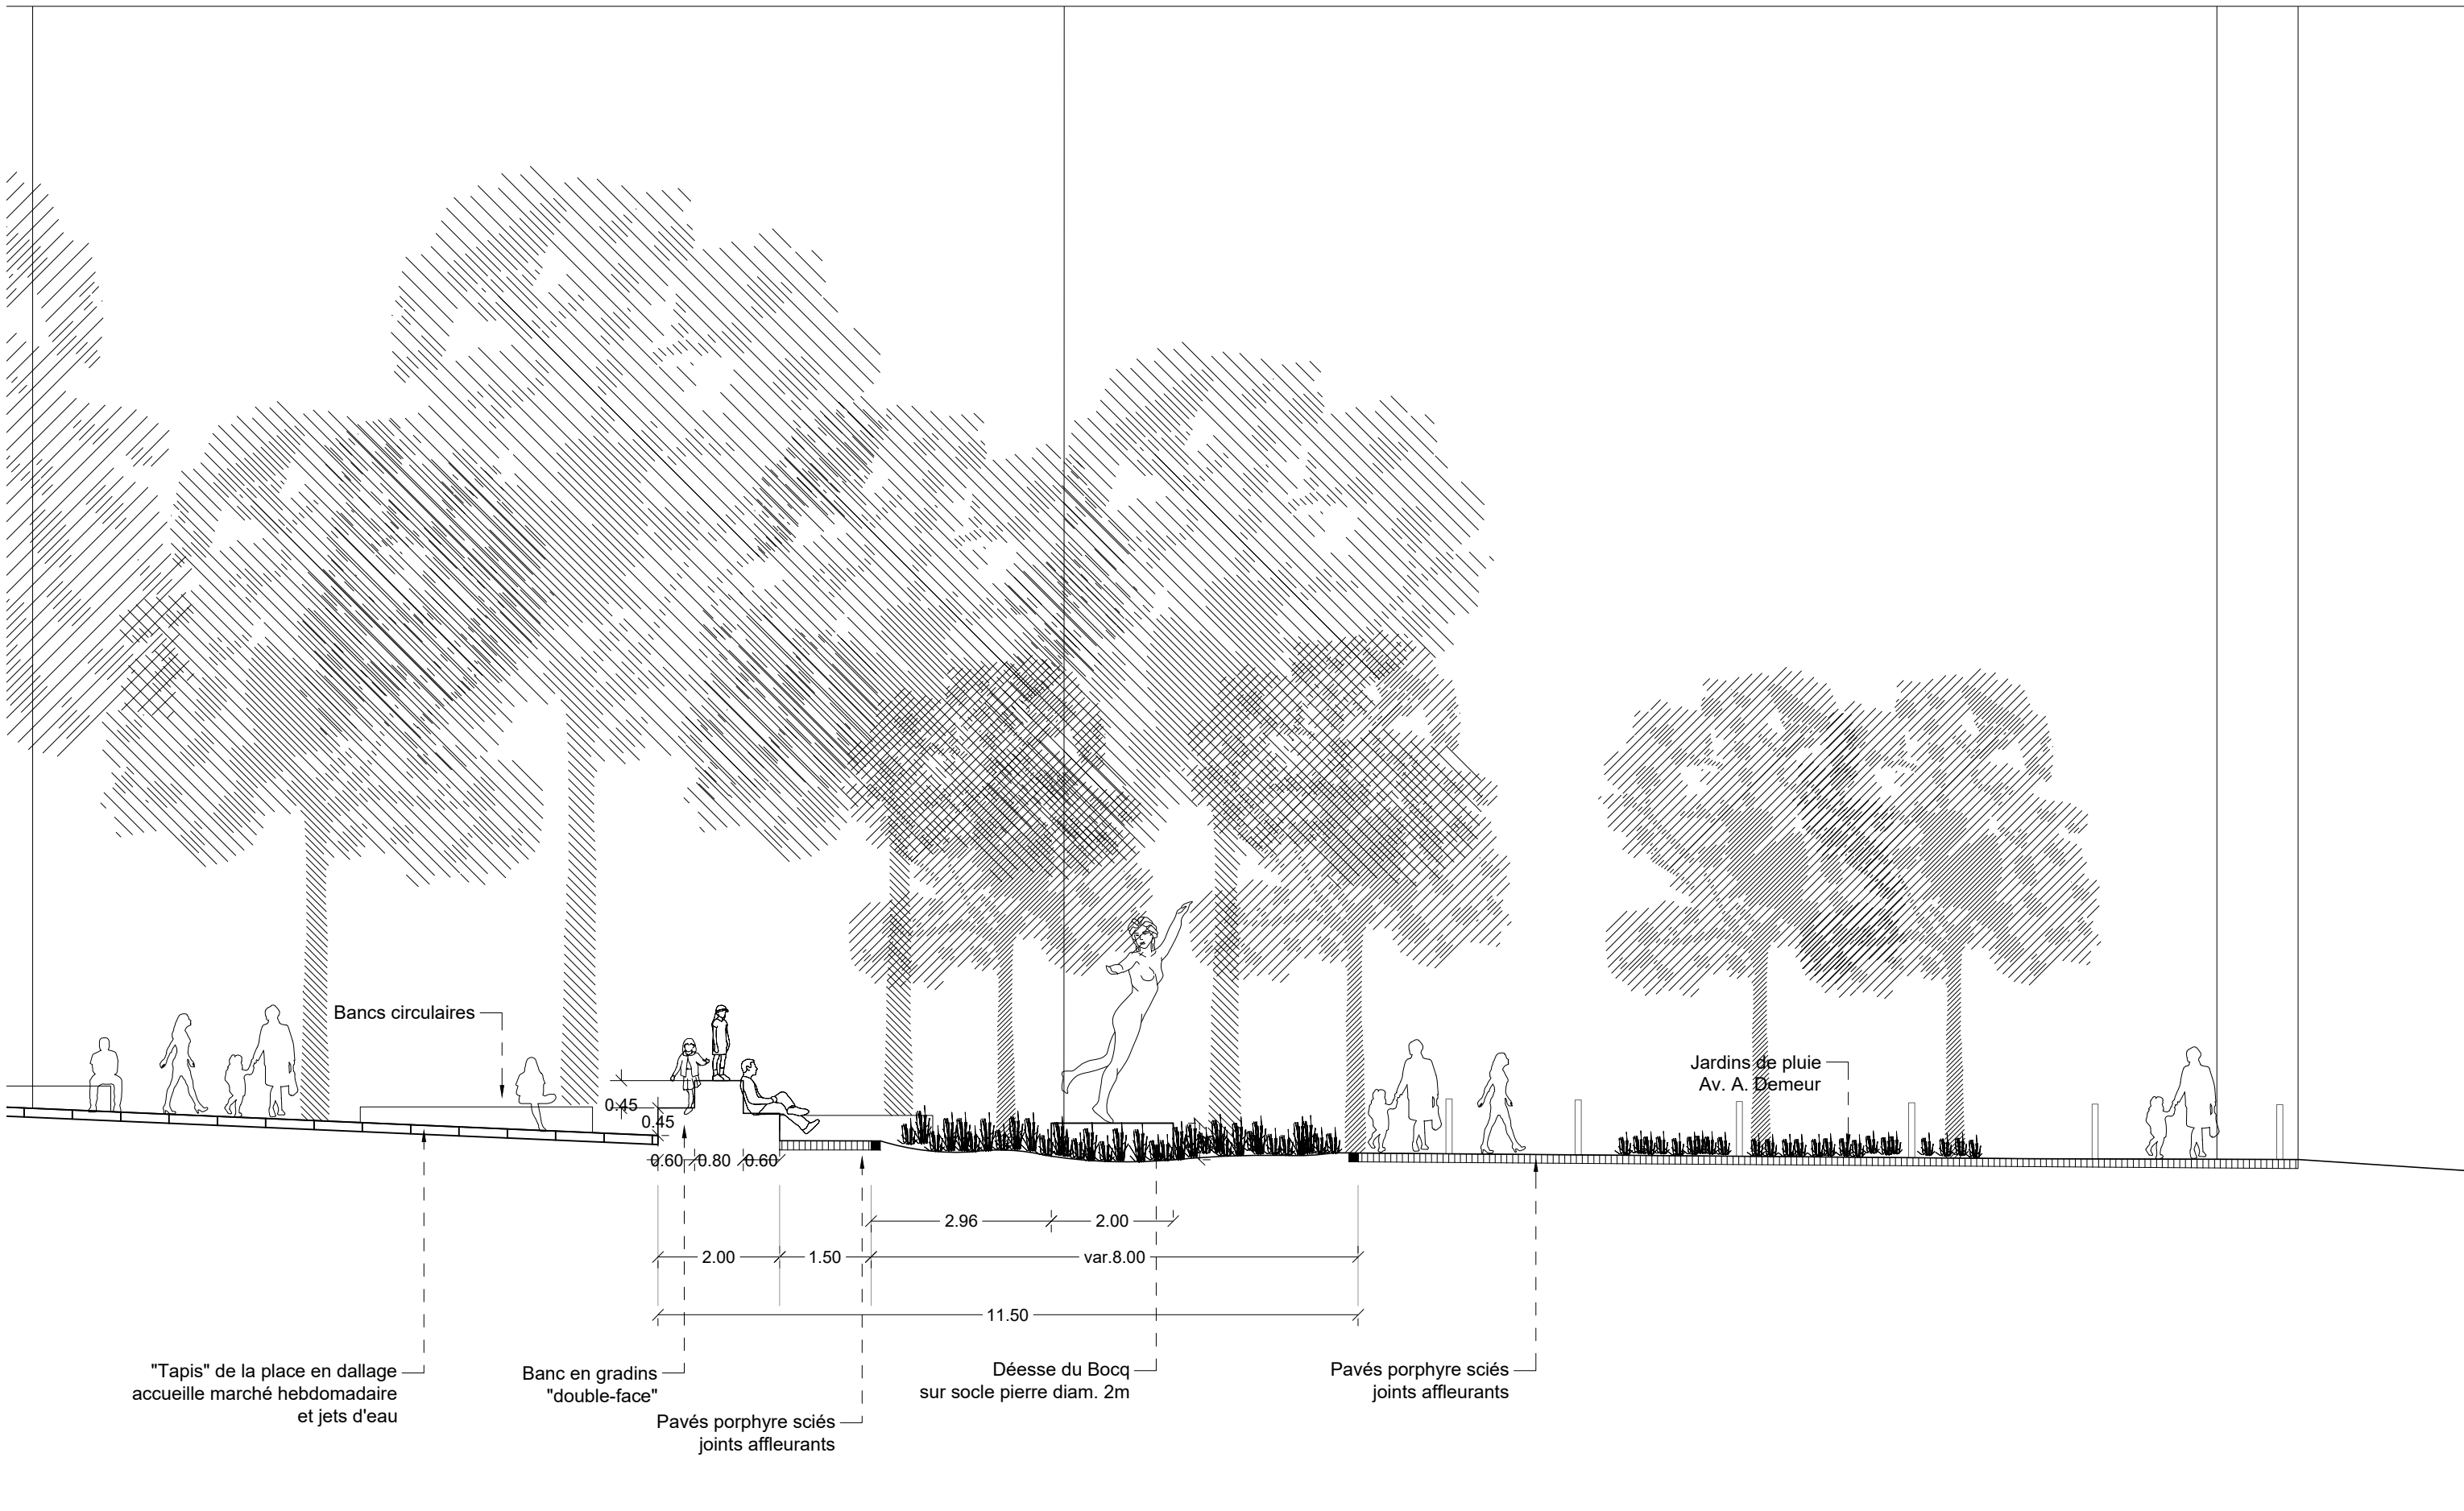 Bancs circulaires
Jardins de pluie
Av. A. Demeur
0.45
0.45
0.60
0.80
0.60
2.96
2.00
2.00
1.50
var.8.00
11.50
"Tapis" de la place en dallage
accueille marché hebdomadaire
et jets d'eau
Banc en gradins
"double-face"
Pavés porphyre sciés
joints affleurants
Déesse du Bocq
sur socle pierre diam. 2m
Pavés porphyre sciés
joints affleurants